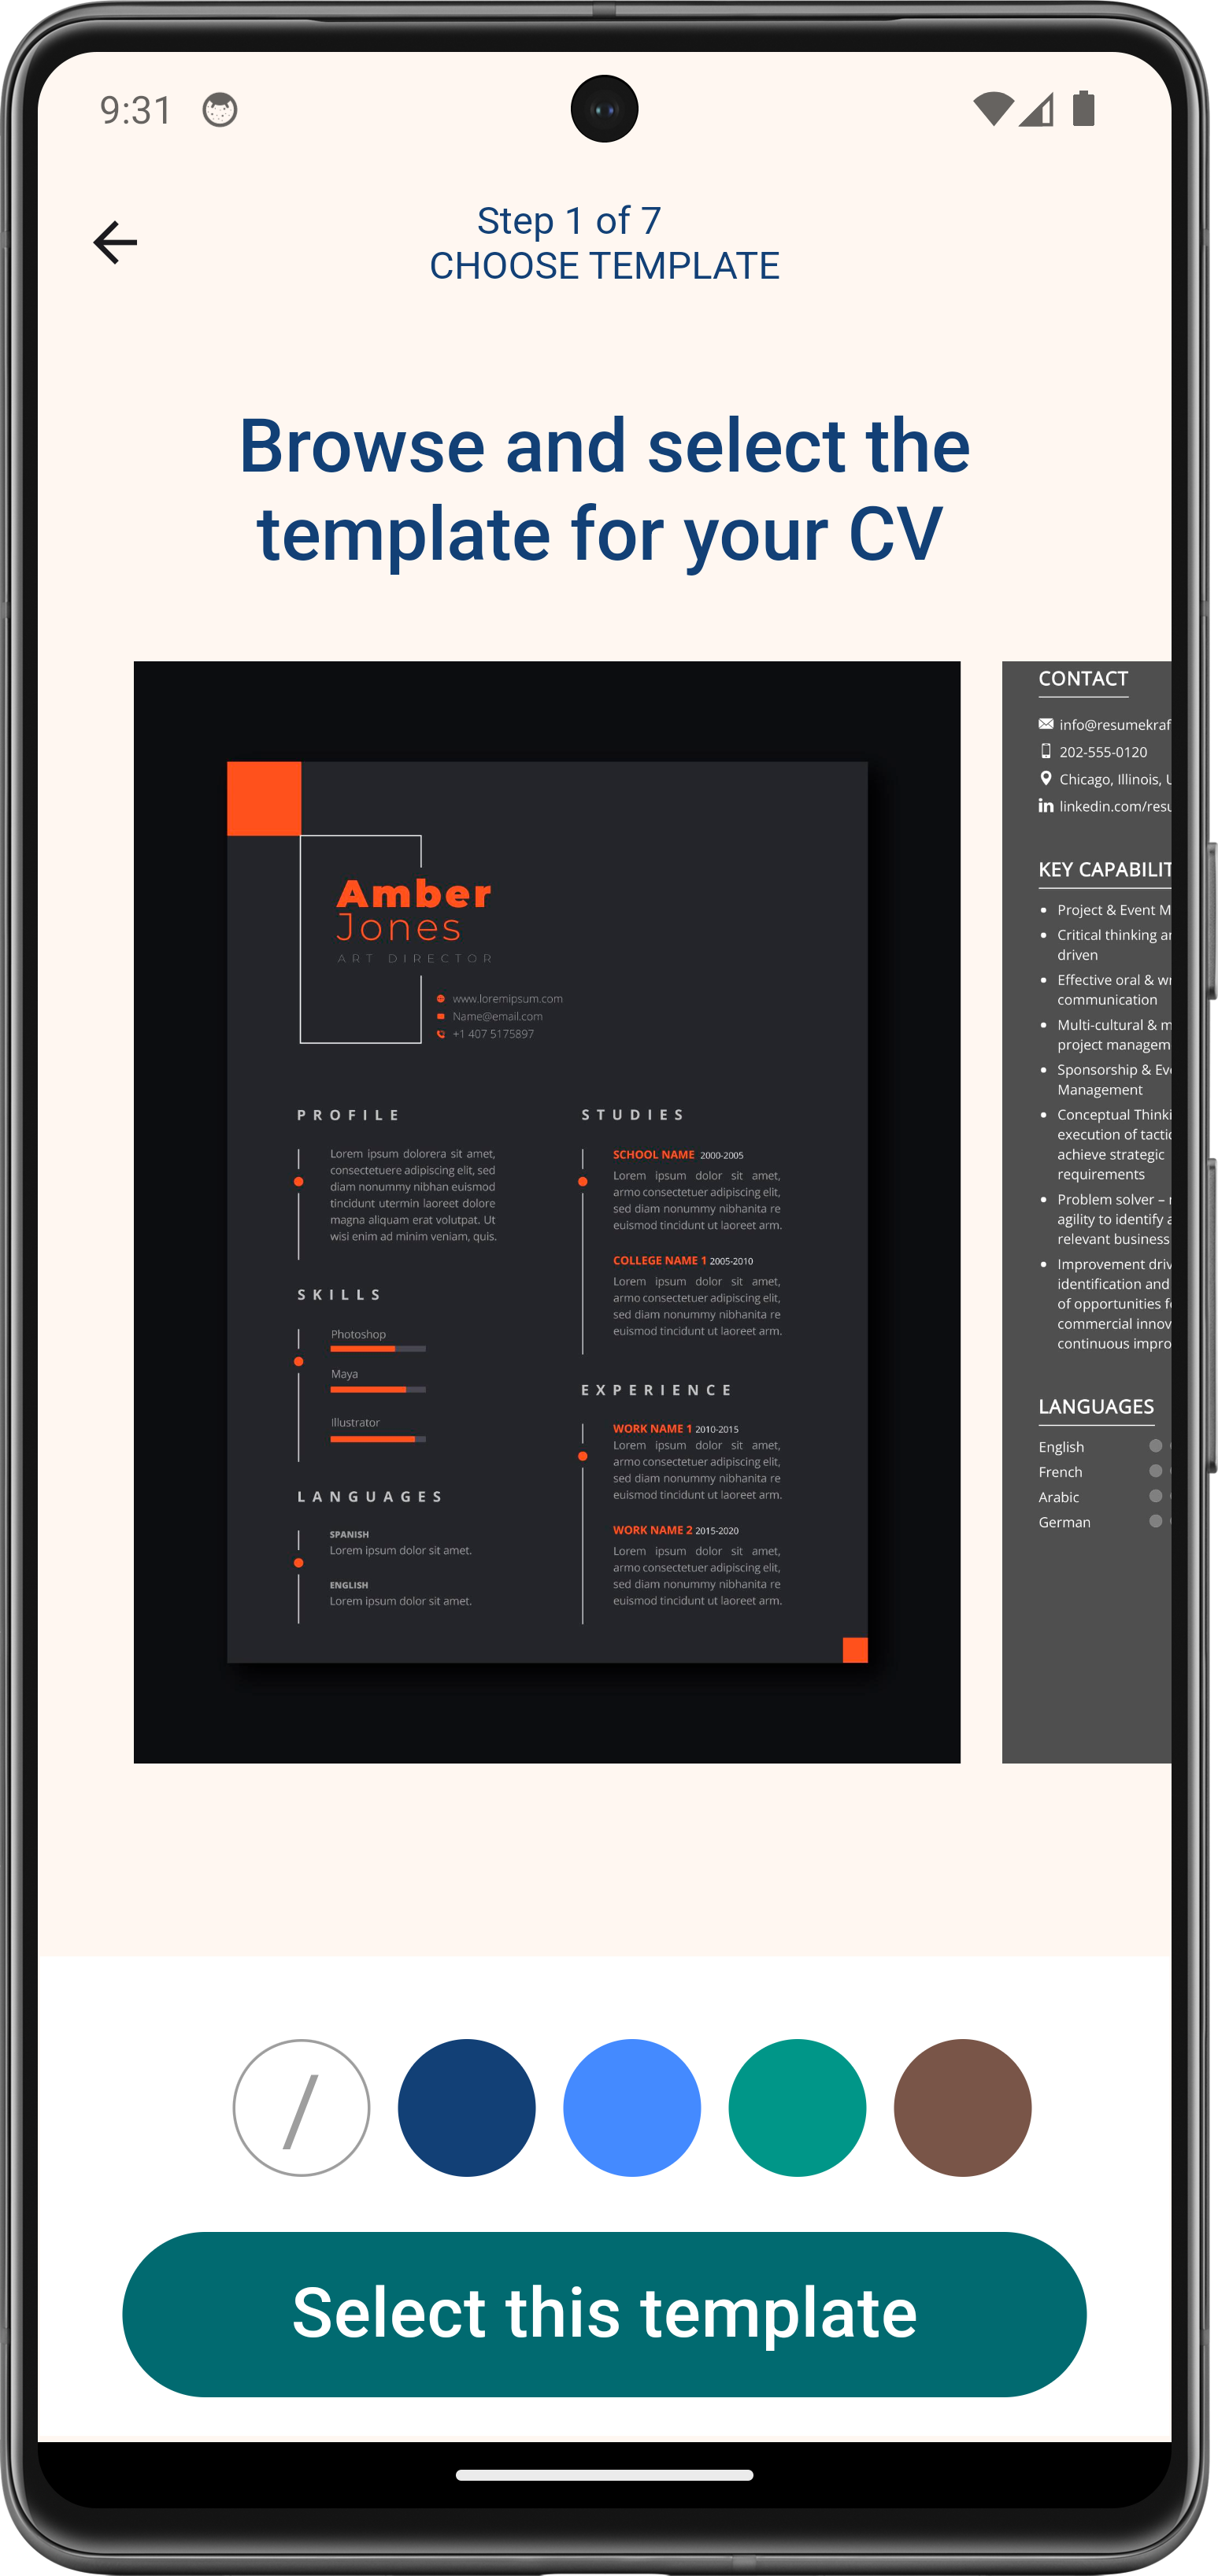 9:31
Step 1 of 7
CHOOSE TEMPLATE
Browse and select the
template for your CV
Amber
Jones
ART DIRECTOR
www.loremipsum.com
Name@email.com
+1 407 5175897
PROFILE
Lorem ipsum dolorera sit amet,
consectetuere adipiscing elit, sed
diam nonummy nibhan euismod
tincidunt utermin laoreet dolore
magna aliquam erat volutpat. Ut
wisi enim ad minim veniam, quis.
SKILLS
Photoshop
Maya
Illustrator
LANGUAGES
SPANISH
Lorem ipsum dolor sit amet.
ENGLISH
Lorem ipsum dolor sit amet.
STUDIES
SCHOOL NAME 2000-2005
Lorem ipsum dolor sit amet,
armo consectetuer adipiscing elit,
sed diam nonummy nibhanita re
euismod tincidunt ut laoreet arm.
COLLEGE NAME 1 2005-2010
Lorem ipsum dolor sit amet,
armo consectetuer adipiscing elit,
sed diam nonummy nibhanita re
euismod tincidunt ut laoreet arm.
EXPERIENCE
WORK NAME 1 2010-2015
Lorem ipsum dolor sit amet,
armo consectetuer adipiscing elit,
sed diam nonummy nibhanita re
euismod tincidunt ut laoreet arm.
WORK NAME 2 2015-2020
Lorem ipsum dolor sit amet,
armo consectetuer adipiscing elit,
sed diam nonummy nibhanita re
euismod tincidunt ut laoreet arm.
CONTACT
info@resumekraf
202-555-0120
Chicago, Illinois,
linkedin.com/resu
KEY CAPABILIT
Project & Event M
Critical thinking
driven
Effective oral &
communication
Multi-cultural &
project managem
Sponsorship & Ev
Management
Conceptual Thinki
execution of tactic
achieve strategic
requirements
Problem solver –
agility to identify
relevant business
Improvement driv
identification and
of opportunities
commercial innov
continuous impro
LANGUAGES
English
French
Arabic
German
Select this template